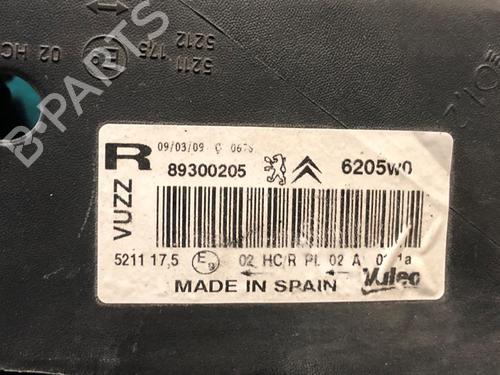 02 HC
5211 175
5212
B-PARTS
R
VUZZ
09/03/09
89300205
6205W0
5211 17,5
E9
02 HC/R PL 02 A
Valeo
MADE IN SPAIN